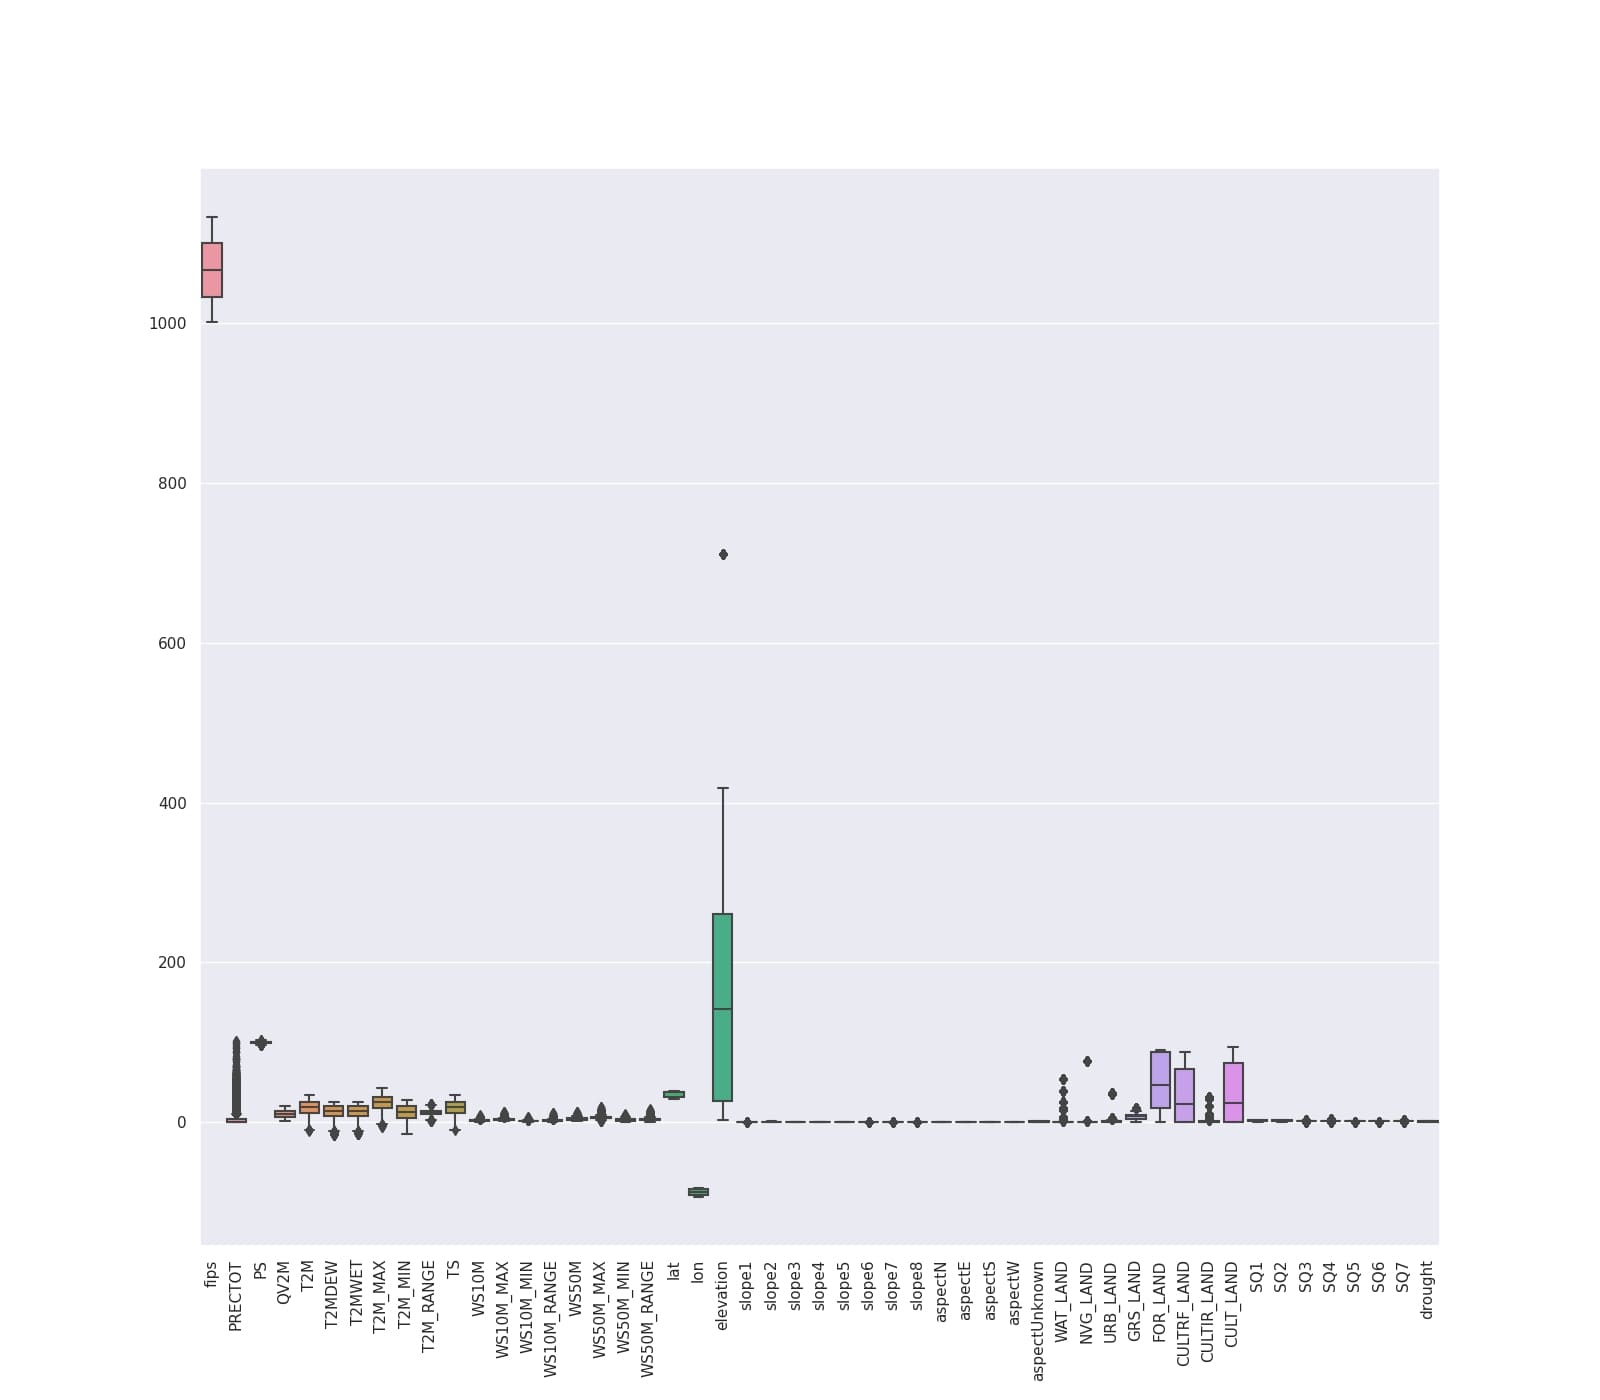 1000
800
600
400
200
0
fips
PRECTOT
PS
QV2M
T2M
T2MDEW
T2MWET
T2M_MAX
T2M_MIN
T2M_RANGE
TS
WS10M
WS10M_MAX
WS10M_MIN
WS10M_RANGE
WS50M
WS50M_MAX
WS50M_MIN
WS50M_RANGE
lat
lon
elevation
slope1
slope2
slope3
slope4
slope5
slope6
slope7
slope8
aspectN
aspectE
aspectS
aspectW
aspectUnknown
WAT_LAND
NVG_LAND
URB_LAND
GRS_LAND
FOR_LAND
CULTRF_LAND
CULTIR_LAND
CULT_LAND
SQ1
SQ2
SQ3
SQ4
SQ5
SQ6
SQ7
drought